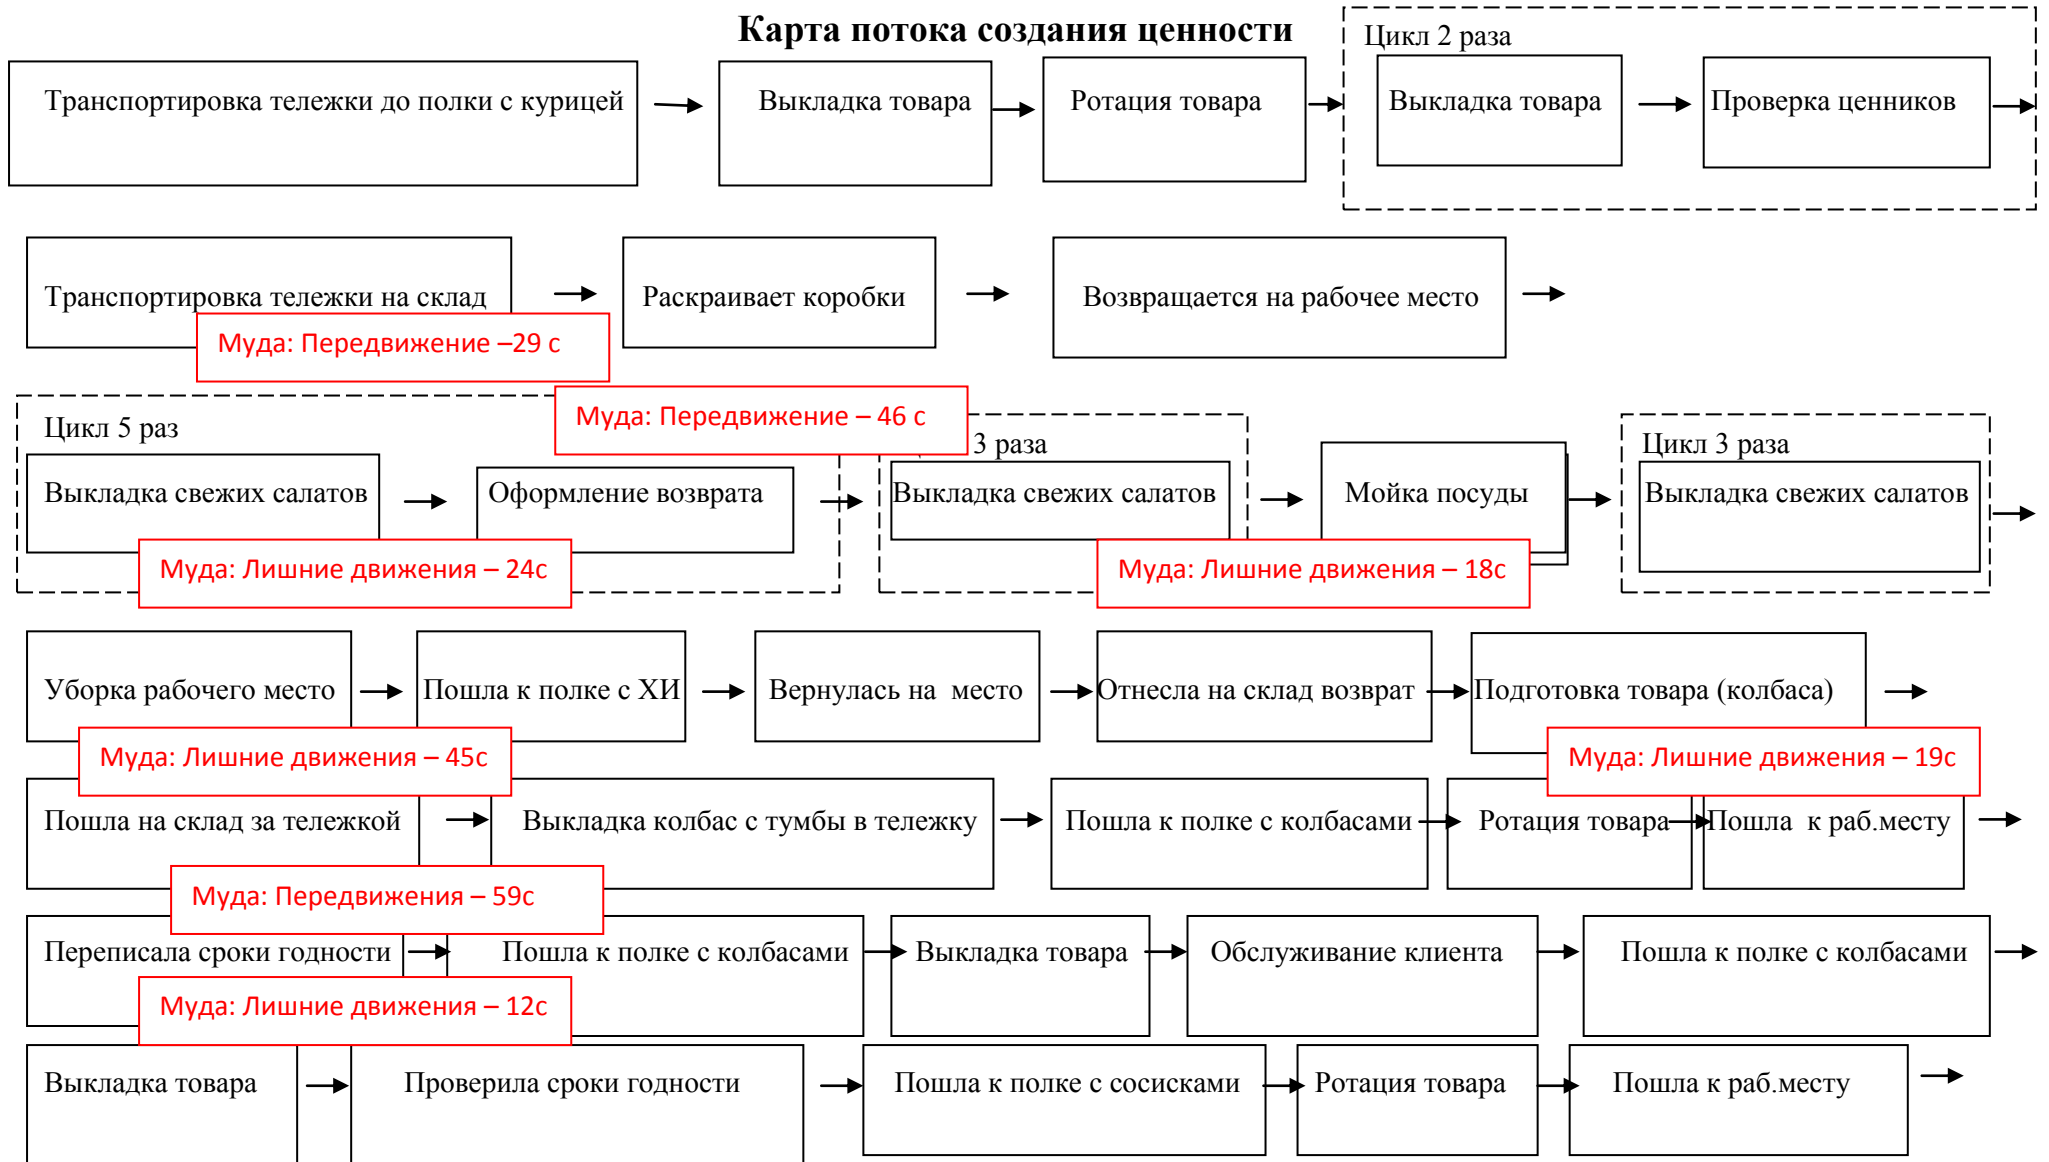 Карта потока создания ценности
Цикл 2 раза
Транспортировка тележки до полки с курицей
Выкладка товара
Ротация товара
Выкладка товара
Проверка ценников
Транспортировка тележки на склад
Раскраивает коробки
Возвращается на рабочее место
Муда: Передвижение –29 с
Муда: Передвижение – 46 с
Цикл 5 раз
3 раза
Цикл 3 раза
Выкладка свежих салатов
Оформление возврата
Выкладка свежих салатов
Мойка посуды
Выкладка свежих салатов
Муда: Лишние движения – 24с
Муда: Лишние движения – 18с
Уборка рабочего место
Пошла к полке с ХИ
Вернулась на место
Отнесла на склад возврат
Подготовка товара (колбаса)
Муда: Лишние движения – 45с
Муда: Лишние движения – 19с
Пошла на склад за тележкой
Выкладка колбас с тумбы в тележку
Пошла к полке с колбасами
Ротация товара
Пошла к раб.месту
Муда: Передвижения – 59с
Переписала сроки годности
Пошла к полке с колбасами
Выкладка товара
Обслуживание клиента
Пошла к полке с колбасами
Муда: Лишние движения – 12с
Выкладка товара
Проверила сроки годности
Пошла к полке с сосисками
Ротация товара
Пошла к раб.месту